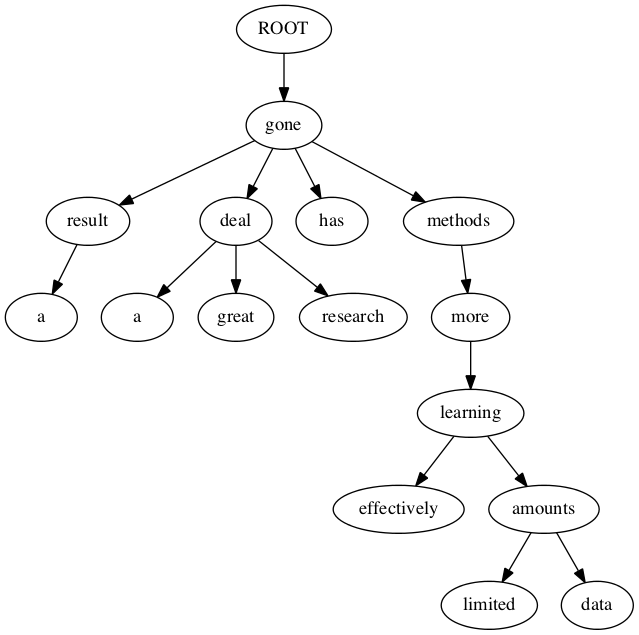 ROOT
gone
result deal has methods
a a great research more
learning
effectively amounts
limited data